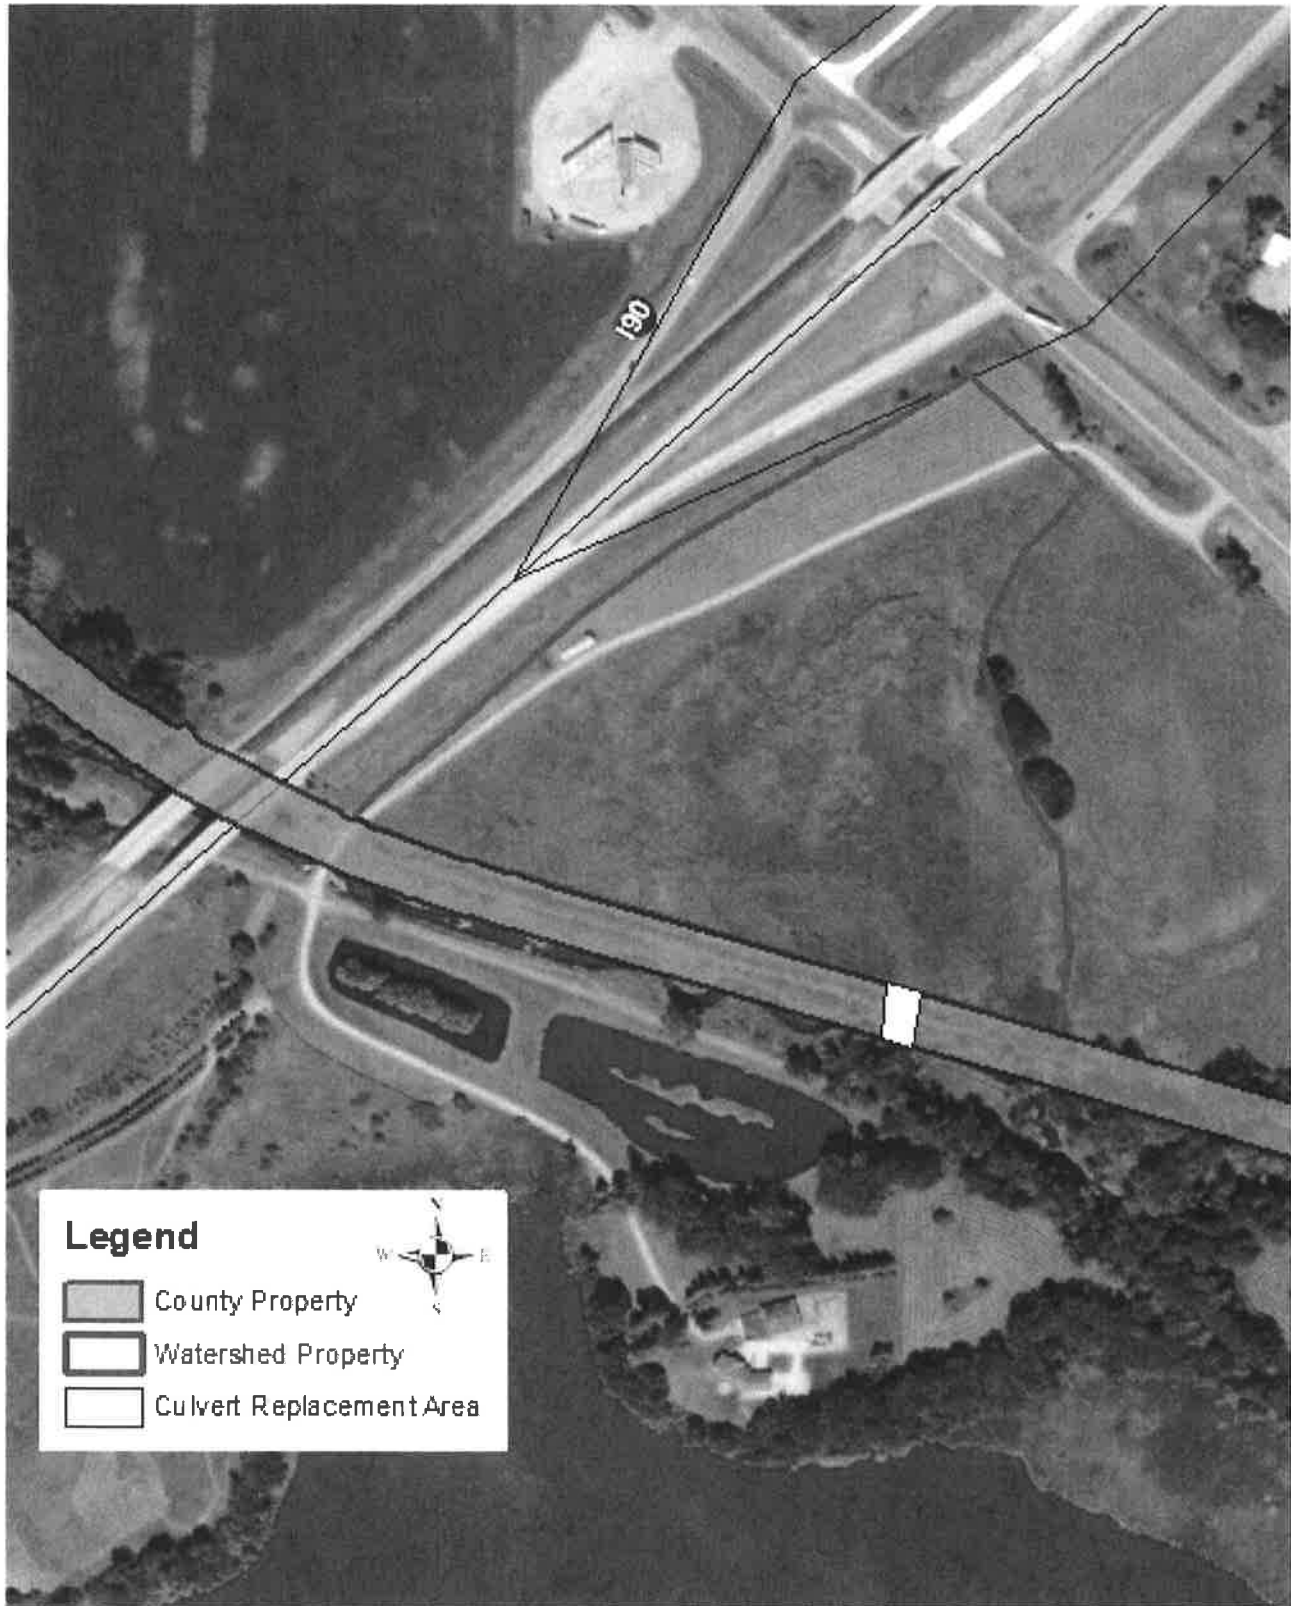 190
Legend
N
W E
S
County Property
Watershed Property
Culvert Replacement Area